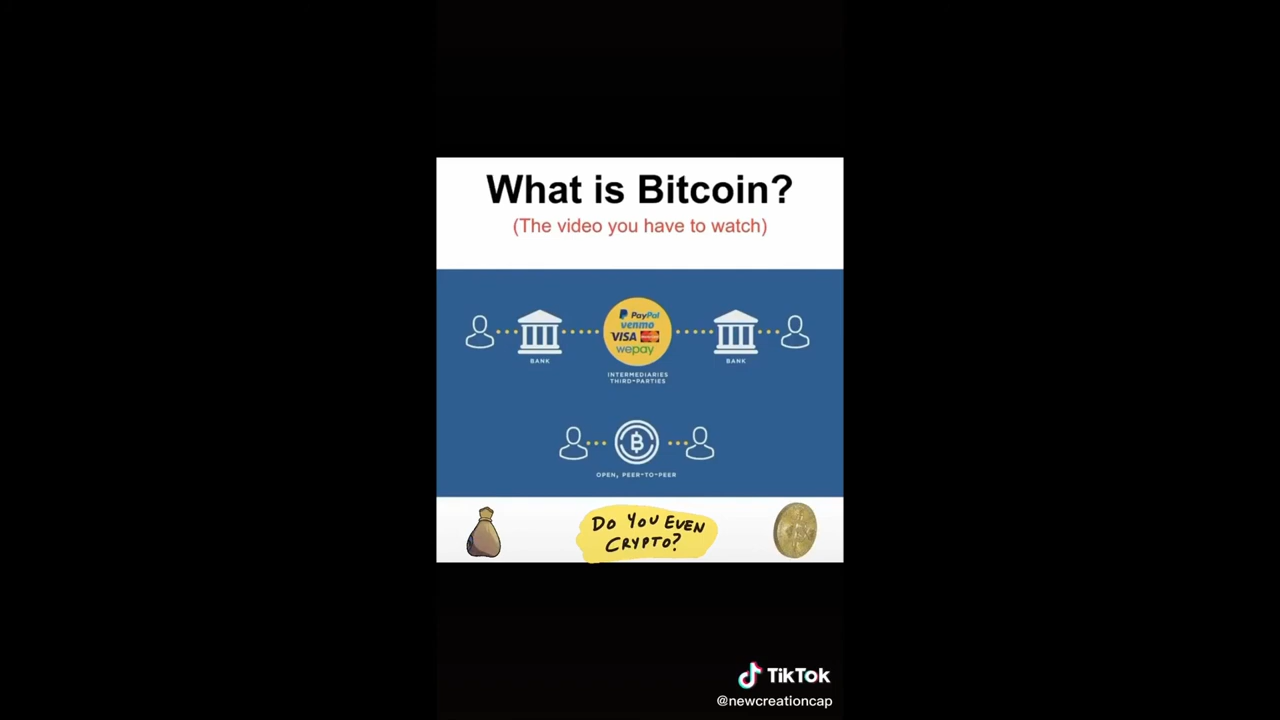 What is Bitcoin?
(The video you have to watch)
PayPal
venmo
VISA
wepay
BANK
BANK
INTERMEDIARIES
THIRD-PARTIES
OPEN, PEER-TO-PEER
DO YOU EVEN
CRYPTO?
TikTok
@newcreationcap